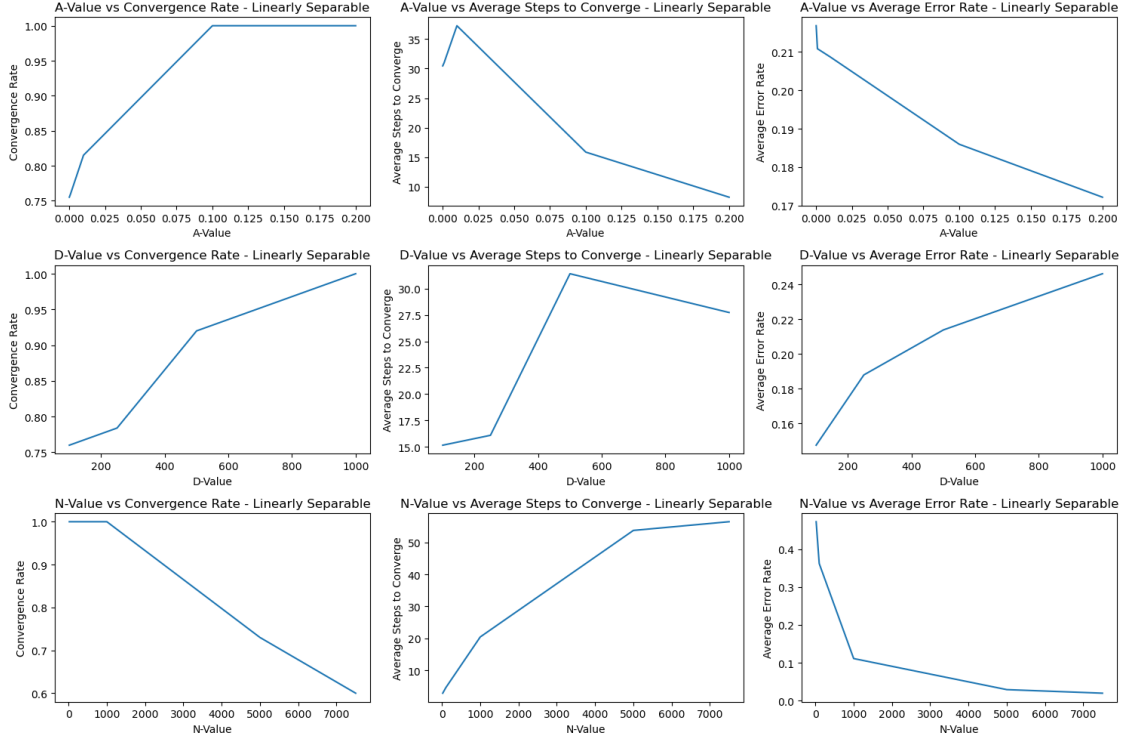 A-Value vs Convergence Rate - Linearly Separable
Convergence Rate
1.00
0.95
0.90
0.85
0.80
0.75
0.000 0.025 0.050 0.075 0.100 0.125 0.150 0.175 0.200
A-Value
A-Value vs Average Steps to Converge - Linearly Separable
Average Steps to Converge
35
30
25
20
15
10
0.000 0.025 0.050 0.075 0.100 0.125 0.150 0.175 0.200
A-Value
A-Value vs Average Error Rate - Linearly Separable
Average Error Rate
0.21
0.20
0.19
0.18
0.17
0.000 0.025 0.050 0.075 0.100 0.125 0.150 0.175 0.200
A-Value
D-Value vs Convergence Rate - Linearly Separable
Convergence Rate
1.00
0.95
0.90
0.85
0.80
0.75
200 400 600 800 1000
D-Value
D-Value vs Average Steps to Converge - Linearly Separable
Average Steps to Converge
30.0
27.5
25.0
22.5
20.0
17.5
15.0
200 400 600 800 1000
D-Value
D-Value vs Average Error Rate - Linearly Separable
Average Error Rate
0.24
0.22
0.20
0.18
0.16
200 400 600 800 1000
D-Value
N-Value vs Convergence Rate - Linearly Separable
Convergence Rate
1.0
0.9
0.8
0.7
0.6
0 1000 2000 3000 4000 5000 6000 7000
N-Value
N-Value vs Average Steps to Converge - Linearly Separable
Average Steps to Converge
50
40
30
20
10
0 1000 2000 3000 4000 5000 6000 7000
N-Value
N-Value vs Average Error Rate - Linearly Separable
Average Error Rate
0.4
0.3
0.2
0.1
0.0
0 1000 2000 3000 4000 5000 6000 7000
N-Value